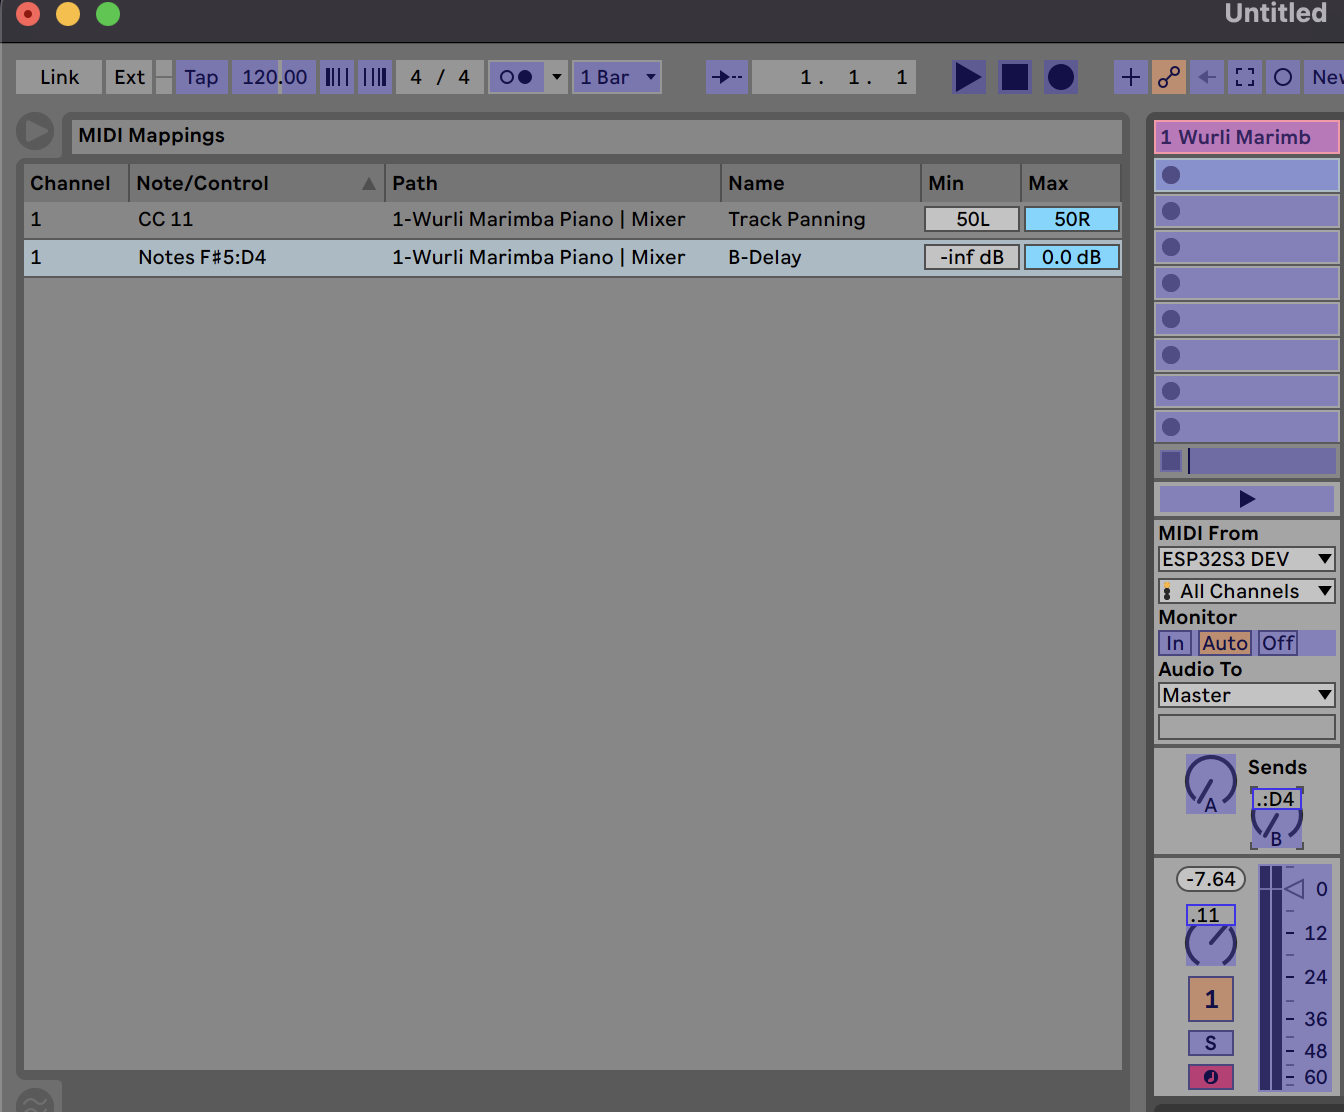 Untitled
Link Ext Tap 120.00 4 / 4 1 Bar 1. 1. 1 New
MIDI Mappings
Channel Note/Control Path Name Min Max
1 CC 11 1-Wurli Marimba Piano | Mixer Track Panning 50L 50R
1 Notes F#5:D4 1-Wurli Marimba Piano | Mixer B-Delay -inf dB 0.0 dB
1 Wurli Marimb
MIDI From
ESP32S3 DEV
All Channels
Monitor
In Auto Off
Audio To
Master
Sends
A
.:D4
B
-7.64
0
.11
12
24
1
36
S
48
60